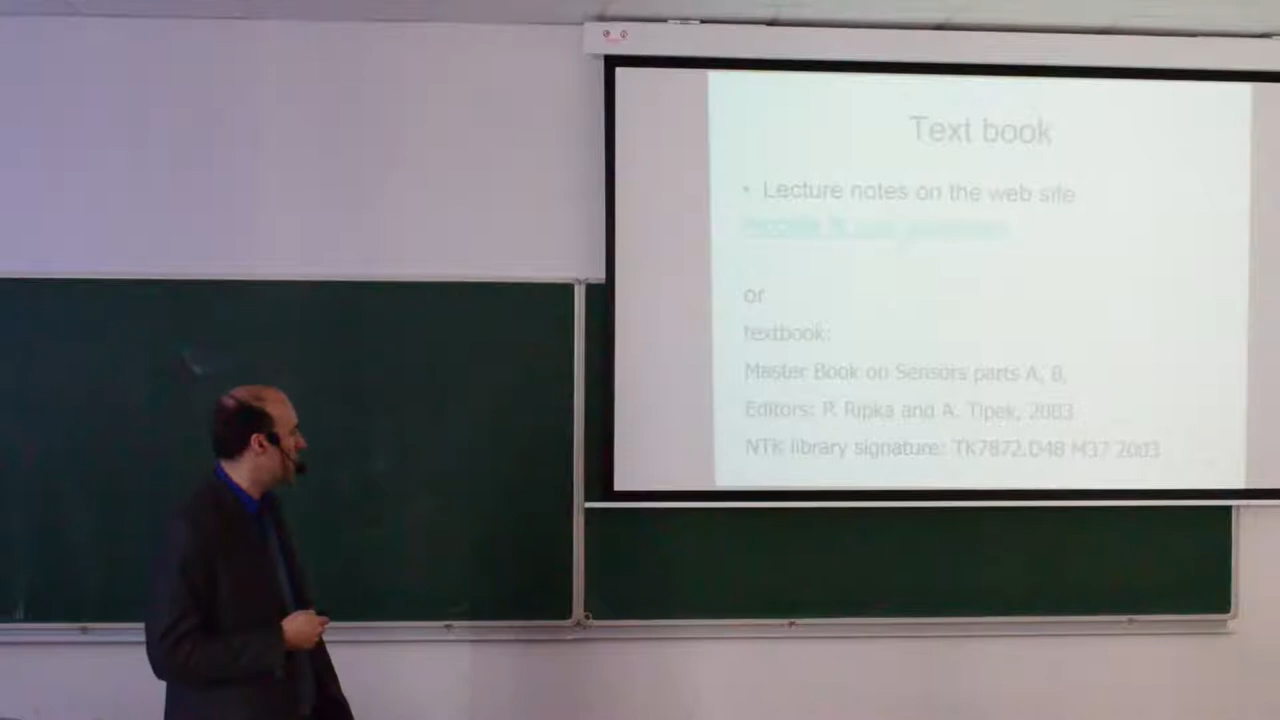 Text book
• Lecture notes on the web site
or
textbook:
Master Book on Sensors parts A, B,
Editors: P. Ripka and A. Tipek, 2003
NTK library signature: TK7872.D48 M37 2003